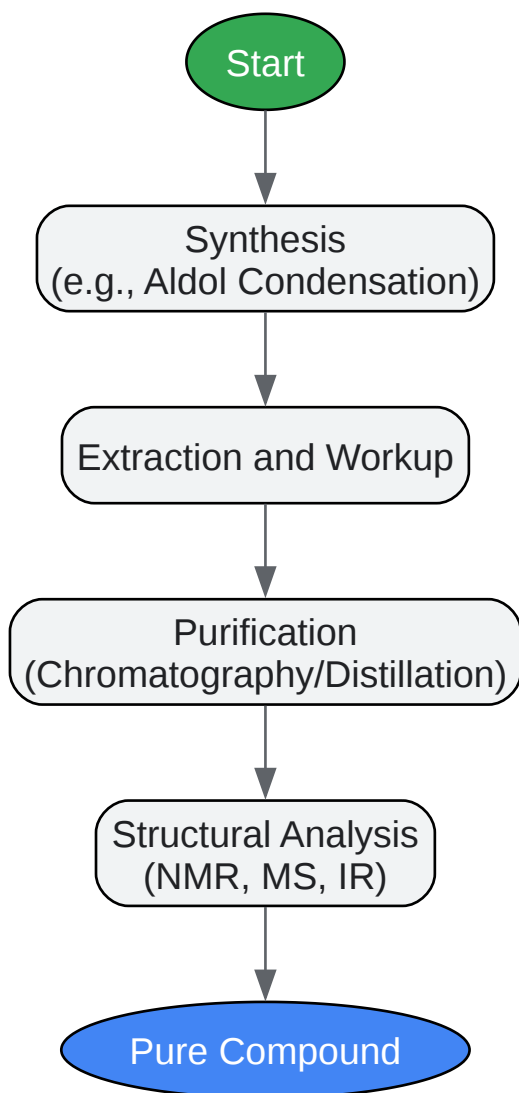 Start
Synthesis
(e.g., Aldol Condensation)
Extraction and Workup
Purification
(Chromatography/Distillation)
Structural Analysis
(NMR, MS, IR)
Pure Compound